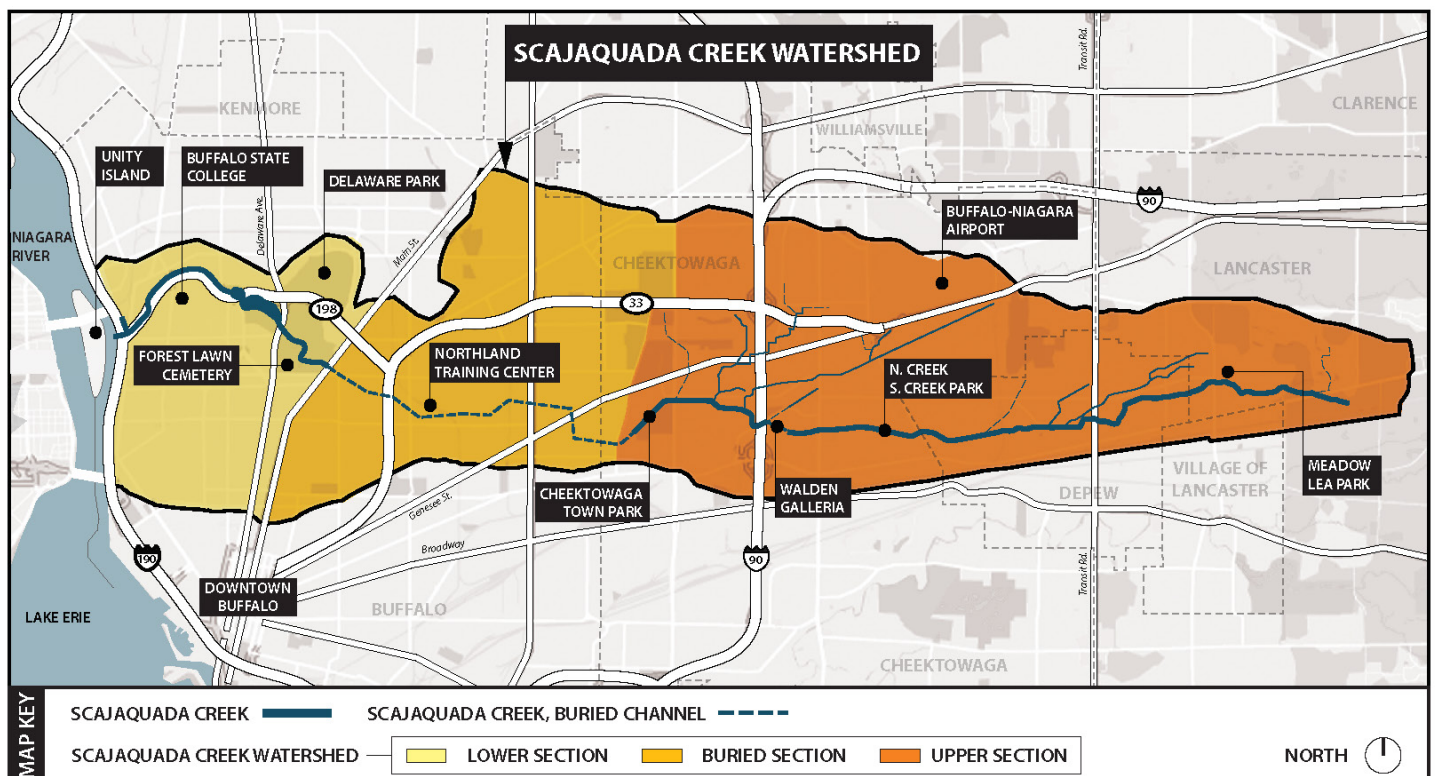 SCAJAQUADA CREEK WATERSHED
Transit Rd.
KENMORE
CLARENCE
WILLIAMSVILLE
UNITY
ISLAND
BUFFALO STATE
COLLEGE
DELAWARE PARK
90
Delaware Ave.
Main St.
BUFFALO-NIAGARA
AIRPORT
NIAGARA
RIVER
CHEEKTOWAGA
LANCASTER
198
33
FOREST LAWN
CEMETERY
NORTHLAND
TRAINING CENTER
N. CREEK
S. CREEK PARK
CHEEKTOWAGA
TOWN PARK
WALDEN
GALLERIA
DEPEW
VILLAGE OF
LANCASTER
MEADOW
LEA PARK
Genesee St.
Broadway
190
90
Transit Rd.
DOWNTOWN
BUFFALO
BUFFALO
LAKE ERIE
CHEEKTOWAGA
MAP KEY
SCAJAQUADA CREEK
SCAJAQUADA CREEK, BURIED CHANNEL
SCAJAQUADA CREEK WATERSHED
LOWER SECTION
BURIED SECTION
UPPER SECTION
NORTH